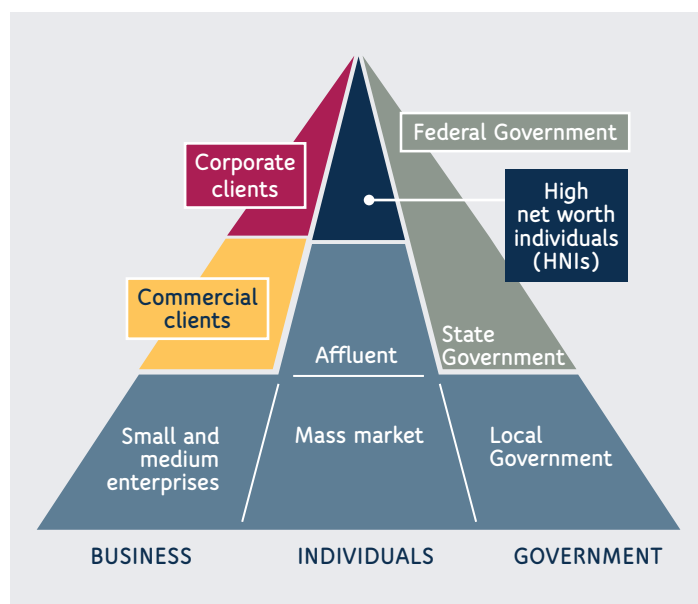 Federal Government
Corporate
clients
High
net worth
individuals
(HNIs)
Commercial
clients
Affluent
State
Government
Small and
medium
enterprises
Mass market
Local
Government
BUSINESS
INDIVIDUALS
GOVERNMENT